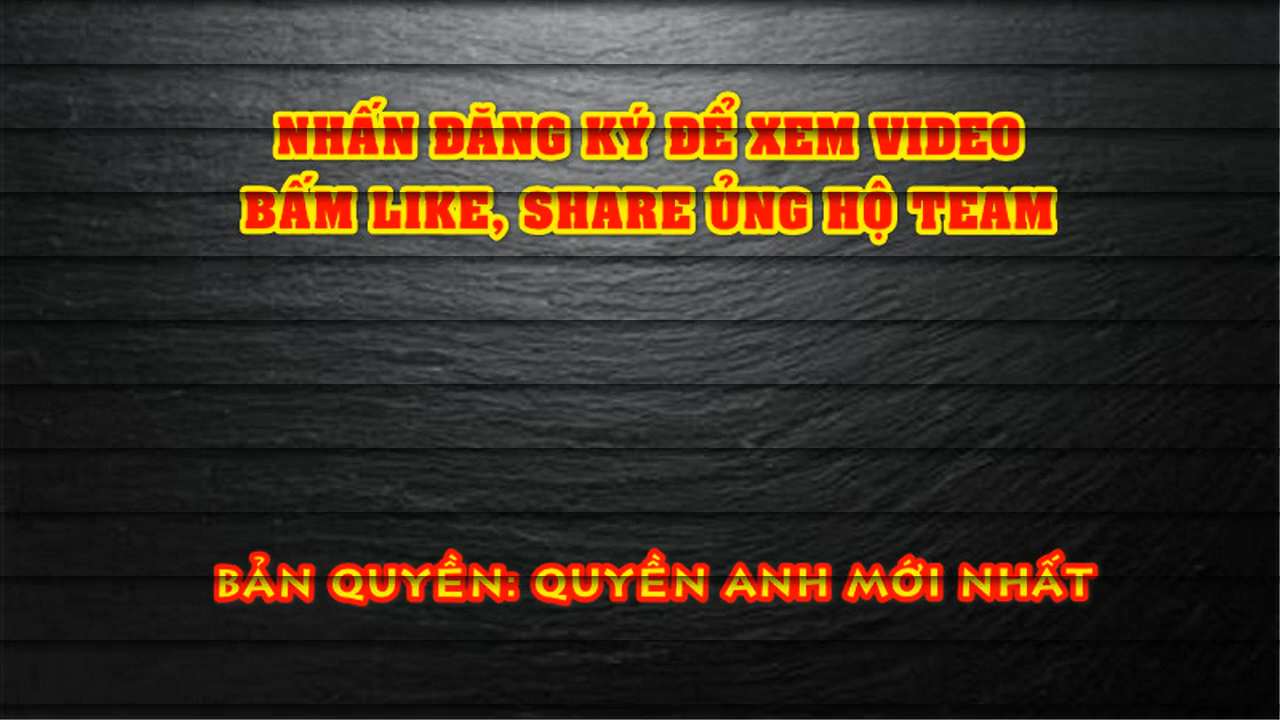 NHẤN ĐĂNG KÝ ĐỂ XEM VIDEO
BẤM LIKE, SHARE ỦNG HỘ TEAM
BẢN QUYỀN: QUYỀN ANH MỚI NHẤT